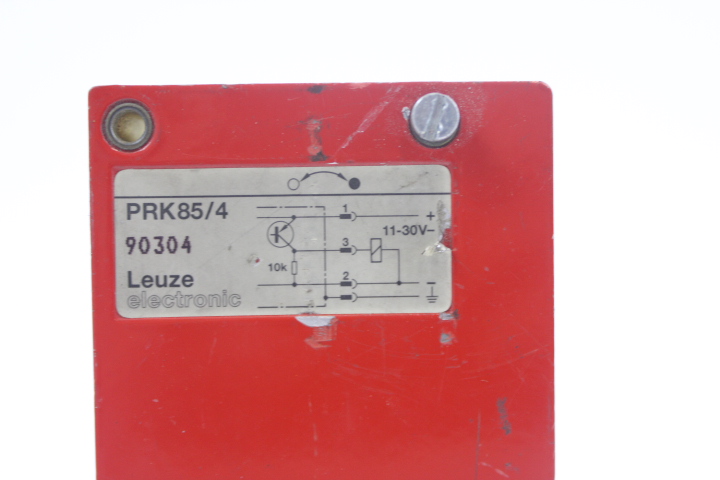 PRK85/4
90304
Leuze
electronic
1
+
11-30V–
3
10k
2
–